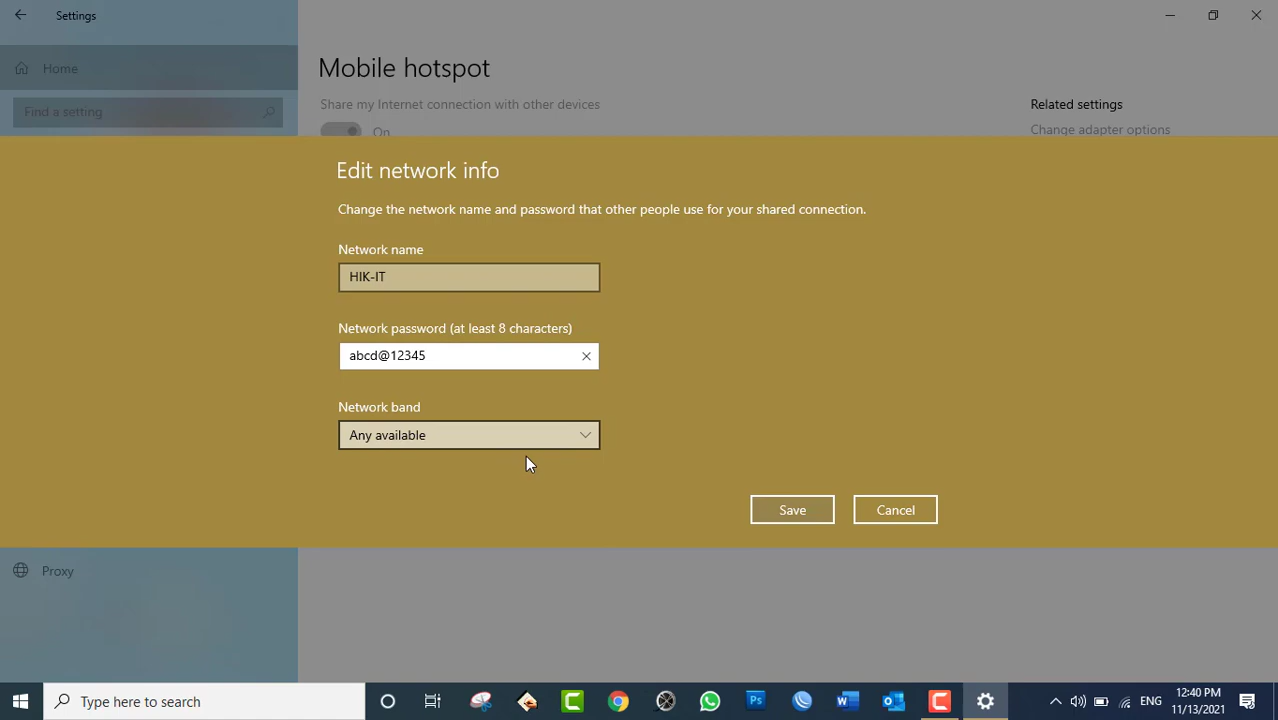 Settings
Home
Find a setting
Mobile hotspot
Share my Internet connection with other devices
On
Related settings
Change adapter options
Edit network info
Change the network name and password that other people use for your shared connection.
Network name
HIK-IT
Network password (at least 8 characters)
abcd@12345
Network band
Any available
Save
Cancel
Proxy
Type here to search
Ps
ENG
12:40 PM
11/13/2021